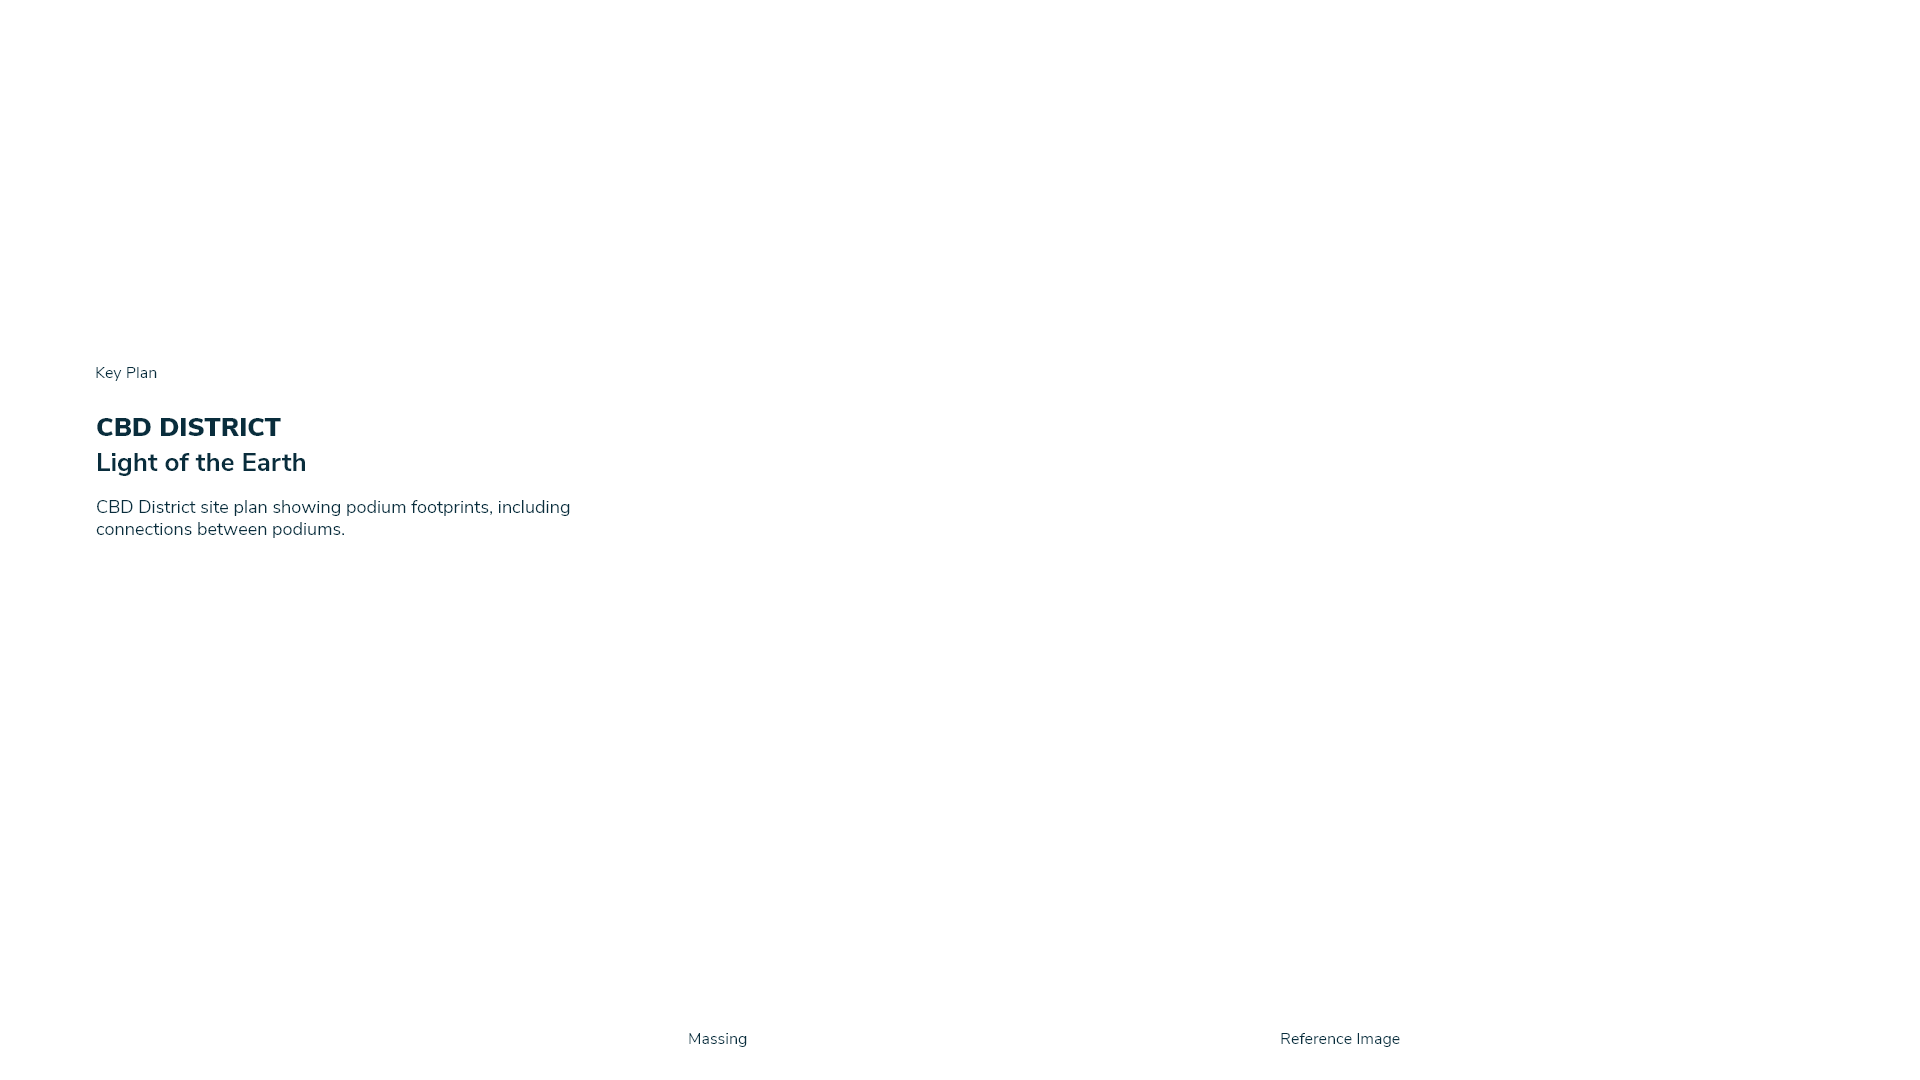 Key Plan
CBD DISTRICT
Light of the Earth
CBD District site plan showing podium footprints, including
connections between podiums.
Massing
Reference Image